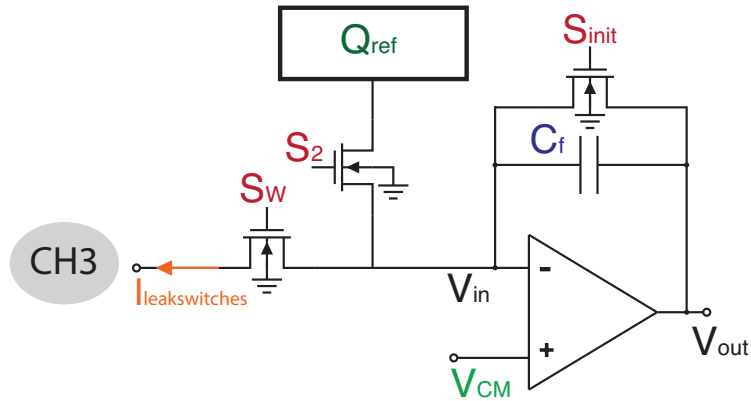 Qref
Sinit
S2
Cf
SW
CH3
Ileakswitches
Vin
-
+
Vout
VCM